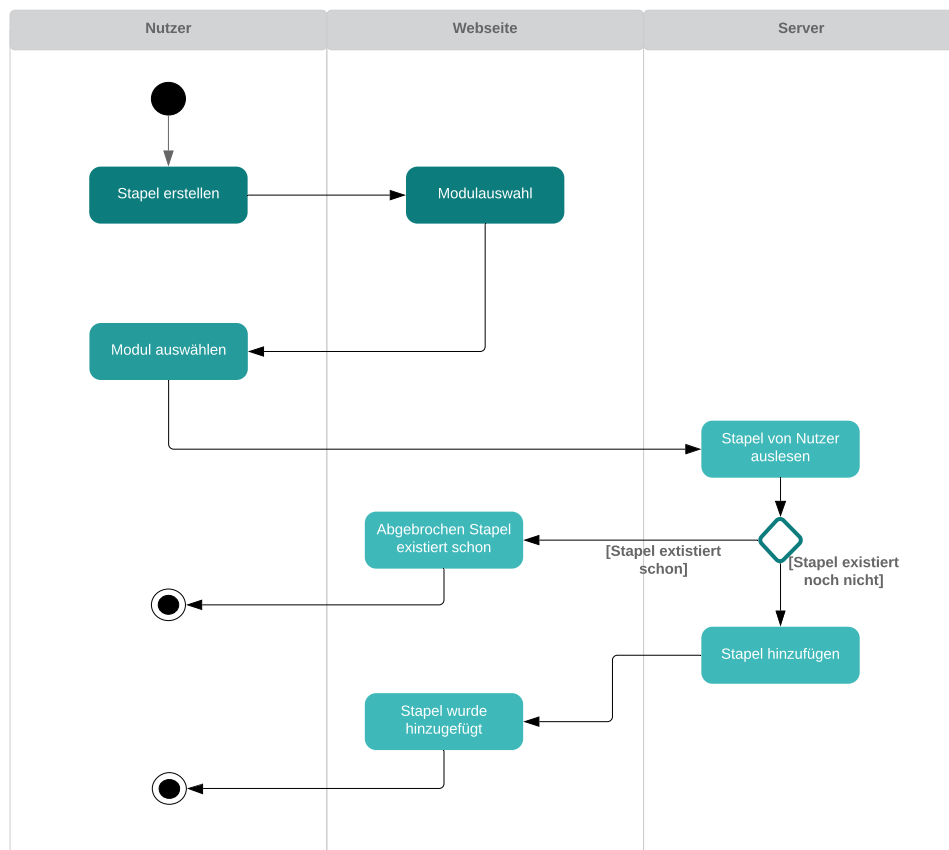 Nutzer
Webseite
Server
Stapel erstellen
Modulauswahl
Modul auswählen
Stapel von Nutzer
auslesen
Abgebrochen Stapel
existiert schon
[Stapel extistiert
schon]
[Stapel existiert
noch nicht]
Stapel hinzufügen
Stapel wurde
hinzugefügt